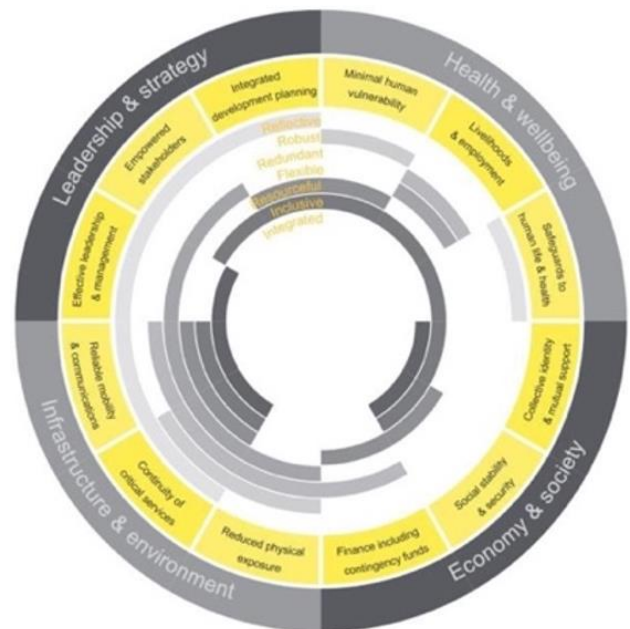 Leadership & strategy
Health & wellbeing
Economy & society
Infrastructure & environment
Integrated
development planning
Minimal human
vulnerability
Livelihoods
& employment
Safeguards to
human life & health
Collective identity
& mutual support
Social stability
& security
Finance including
contingency funds
Reduced physical
exposure
Continuity of
critical services
Reliable mobility
& communications
Effective leadership
& management
Empowered
stakeholders
Reflective
Robust
Redundant
Flexible
Resourceful
Inclusive
Integrated